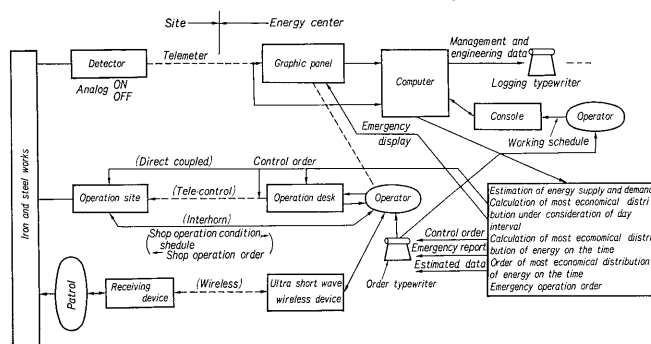 Site
Energy center
Detector
Telemeter
Graphic panel
Computer
Management and
engineering data
Logging typewriter
Analog ON
OFF
Console
Operator
Emergency
display
Working schedule
Iron and steel works
(Direct coupled)
Control order
Operation site
(Tele-control)
Operation desk
Operator
(Interhorn)
Shop operation condition
shedule
Shop operation order
Estimation of energy supply and demand
Calculation of most economical distri
bution under consideration of day
interval
Calculation of most economical distri
bution of energy on the time
Order of most economical distribution
of energy on the time
Emergency operation order
Control order
Emergency report
Estimated data
Order typewriter
Patrol
Receiving
device
(Wireless)
Ultra short wave
wireless device